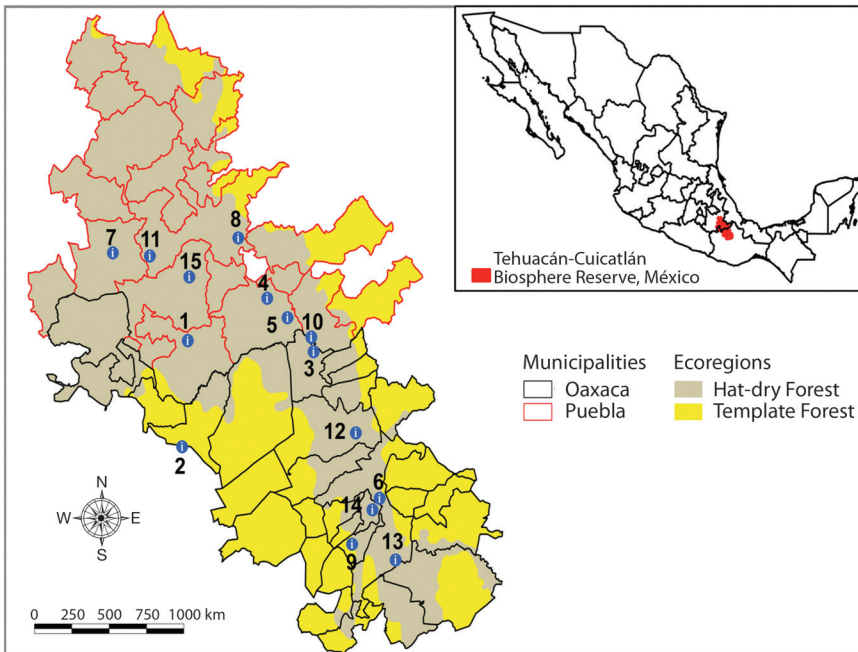 8
7
11
15
4
5
10
1
3
12
2
6
14
13
9
N
W
E
S
0 250 500 750 1000 km
Tehuacán-Cuicatlán
Biosphere Reserve, México
Municipalities
Oaxaca
Puebla
Ecoregions
Hat-dry Forest
Template Forest